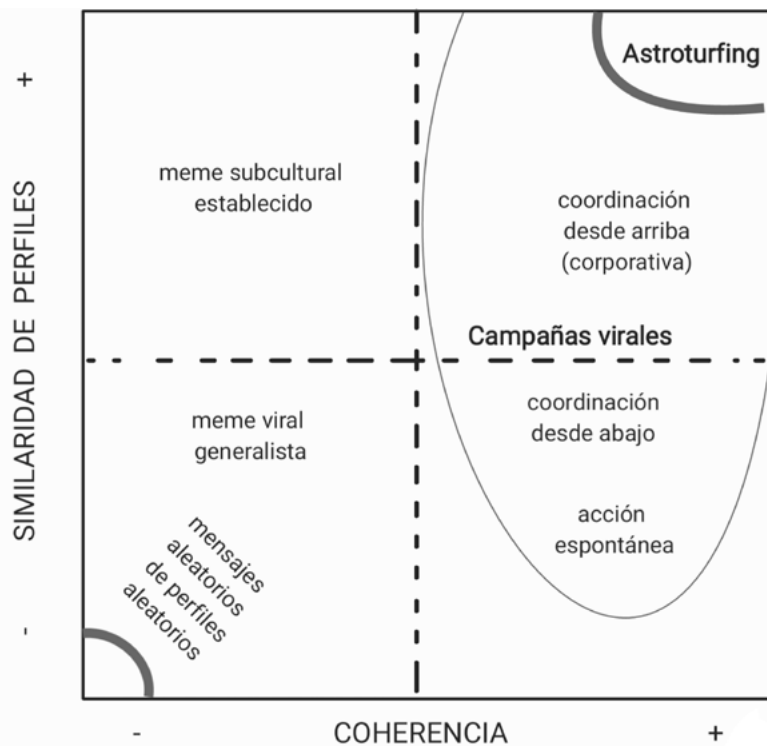 SIMILARIDAD DE PERFILES
+
-
Astroturfing
meme subcultural
establecido
coordinación
desde arriba
(corporativa)
Campañas virales
meme viral
generalista
coordinación
desde abajo
acción
espontánea
mensajes
aleatorios
de perfiles
aleatorios
-
COHERENCIA
+